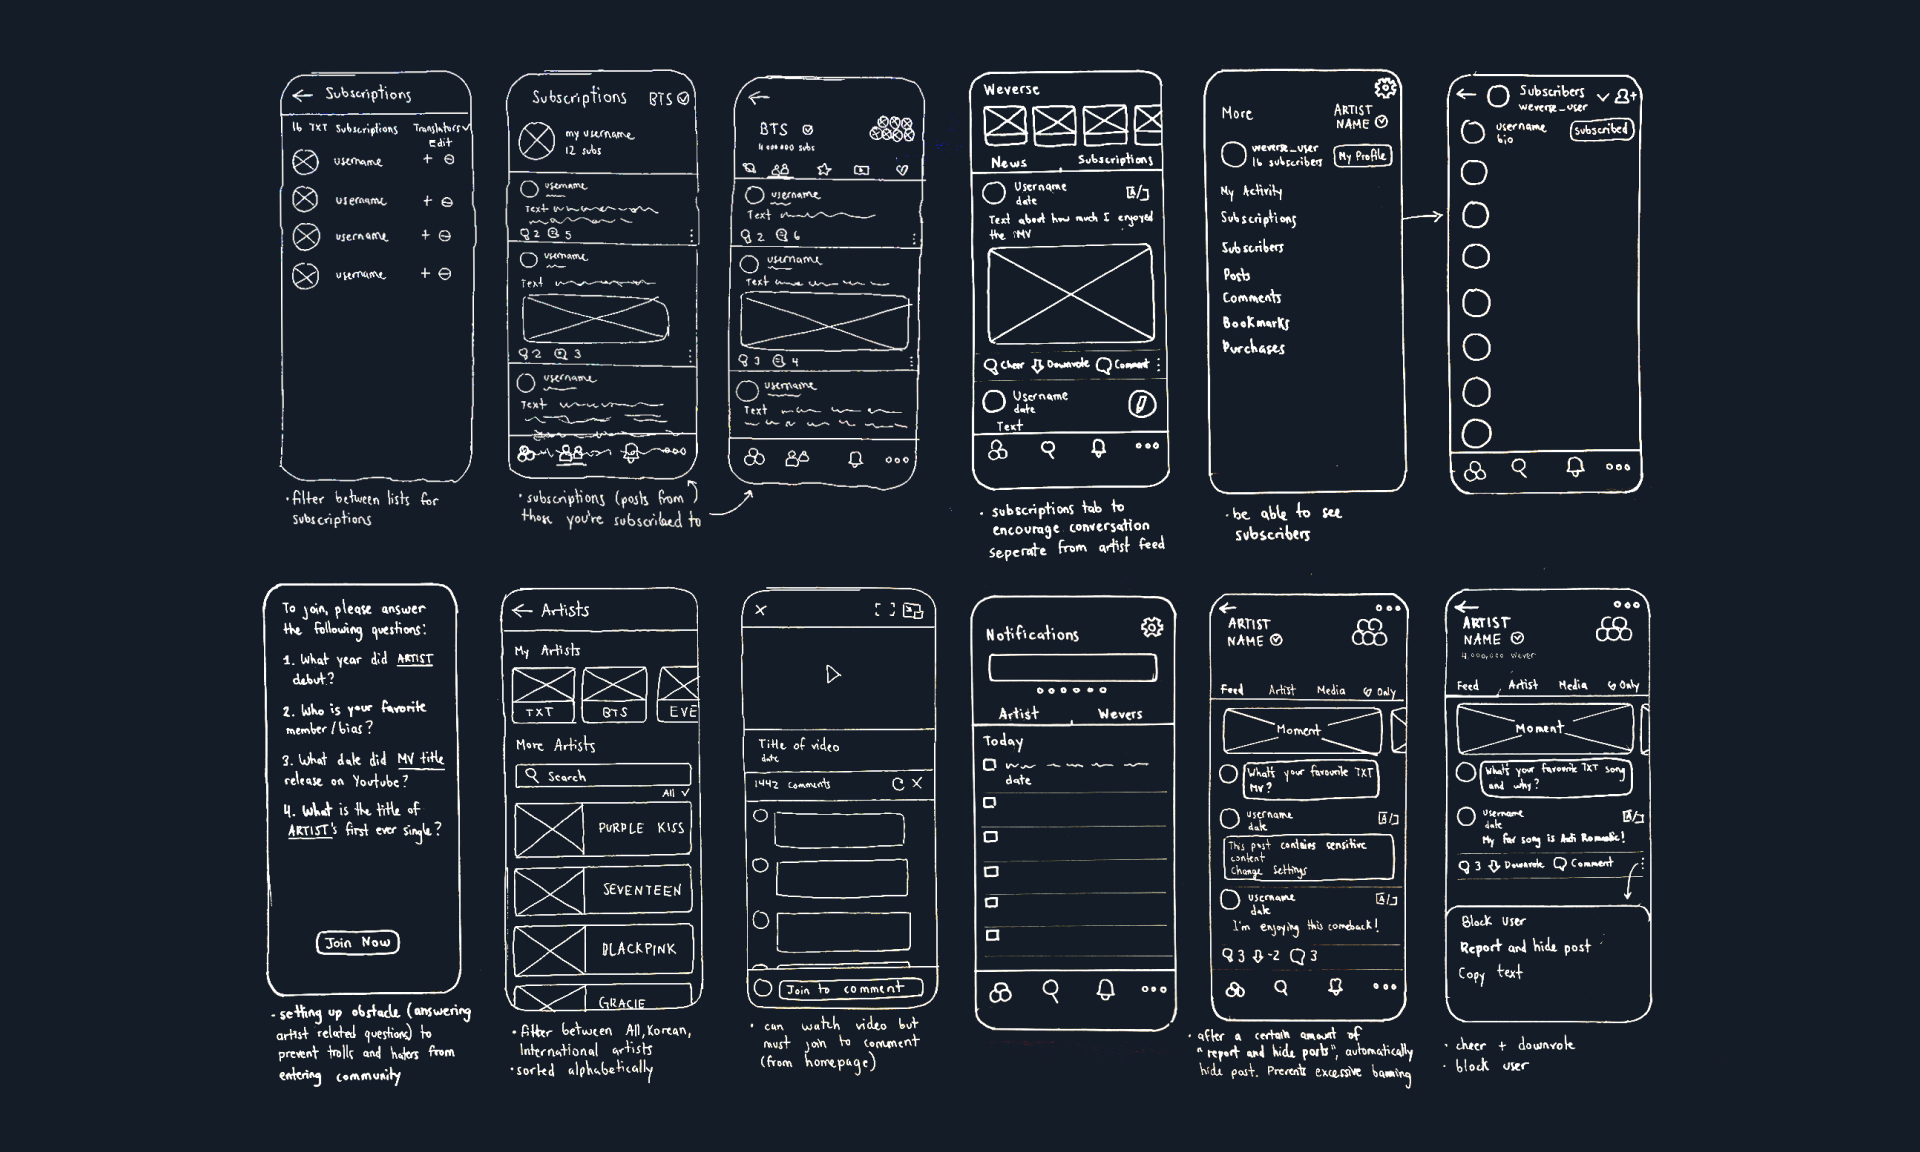 ← Subscriptions
16 TXT Subscriptions Translators
Edit
username
username
username
username
· filter between lists for
subscriptions
Subscriptions BTS
my username
12 subs
username
Text
2 5
username
Text
2 3
username
Text
· subscriptions (posts from
those you're subscribed to
BTS
4 000 000 subs
username
Text
2 6
username
Text
3 4
username
Text
Weverse
News Subscriptions
Username
date
Text about how much I enjoyed
the MV
Cheer Downvote Comment
Username
date
Text
· subscriptions tab to
encourage conversation
seperate from artist feed
More ARTIST
NAME
weverse_user
16 subscribers My Profile
My Activity
Subscriptions
Subscribers
Posts
Comments
Bookmarks
Purchases
· be able to see
subscribers
Subscribers
weverse_user
username
bio
subscribed
To join, please answer
the following questions:
1. What year did ARTIST
debut?
2. Who is your favorite
member/bias?
3. What date did MV title
release on Youtube?
4. What is the title of
ARTIST's first ever single?
Join Now
· setting up obstacle (answering
artist related questions) to
prevent trolls and haters from
entering community
← Artists
My Artists
TXT BTS EVE
More Artists
Search
All
PURPLE KISS
SEVENTEEN
BLACKPINK
GRACIE
· filter between All, Korean,
International artists
· sorted alphabetically
X
Title of video
date
1442 comments
Join to comment
· can watch video but
must join to comment
(from homepage)
Notifications
Artist Wevers
Today
date
ARTIST
NAME
Feed Artist Media Only
Moment
What's your favourite TXT
MV?
username
date
This post contains sensitive
content
Change settings
username
date
I'm enjoying this comeback!
3 -2 3
· after a certain amount of
"report and hide posts", automatically
hide post. Prevents excessive banning
ARTIST
NAME
Feed Artist Media Only
Moment
What's your favourite TXT song
and why?
username
date
My fav song is Anti Romantic!
3 Downvote Comment
Block user
Report and hide post
Copy text
· cheer + downvote
· block user